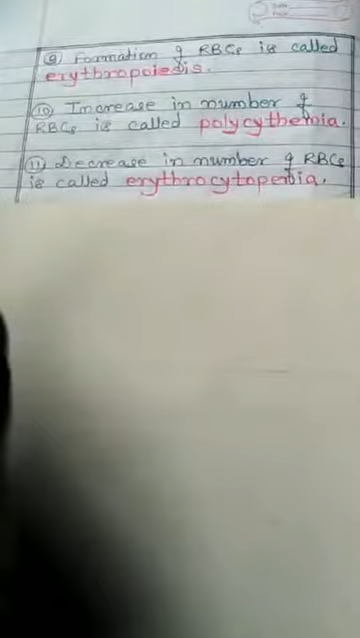 ⑨ Formation of RBCs is called
erythropoiesis.
⑩ Increase in number of
RBCs is called polycythemia.
⑪ Decrease in number of RBCs
is called erythrocytopenia.